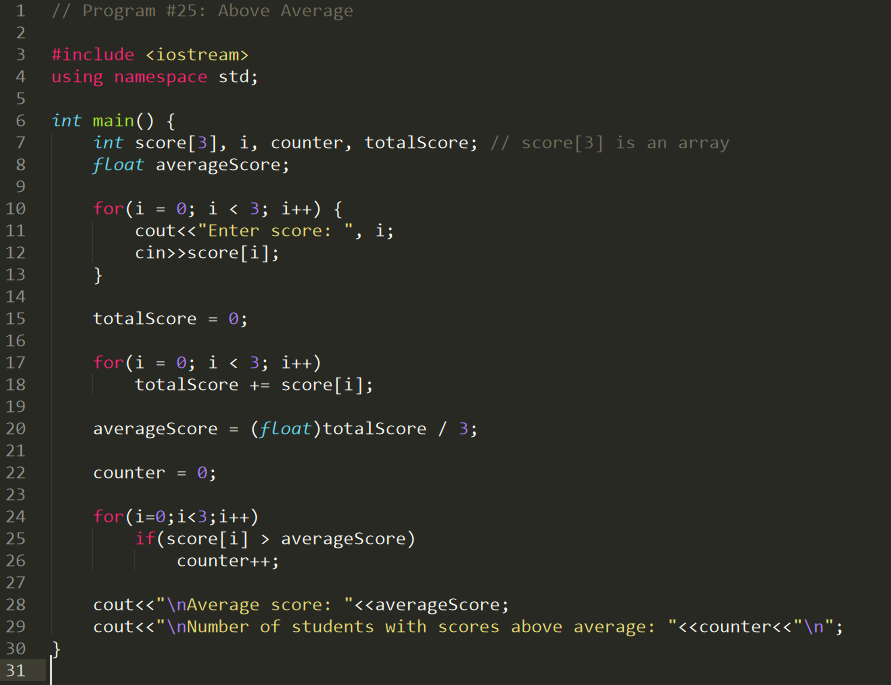 1 // Program #25: Above Average
2
3 #include <iostream>
4 using namespace std;
5
6 int main() {
7     int score[3], i, counter, totalScore; // score[3] is an array
8     float averageScore;
9
10     for(i = 0; i < 3; i++) {
11         cout<<"Enter score: ", i;
12         cin>>score[i];
13     }
14
15     totalScore = 0;
16
17     for(i = 0; i < 3; i++)
18         totalScore += score[i];
19
20     averageScore = (float)totalScore / 3;
21
22     counter = 0;
23
24     for(i=0;i<3;i++)
25         if(score[i] > averageScore)
26             counter++;
27
28     cout<<"\nAverage score: "<<averageScore;
29     cout<<"\nNumber of students with scores above average: "<<counter<<"\n";
30 }
31